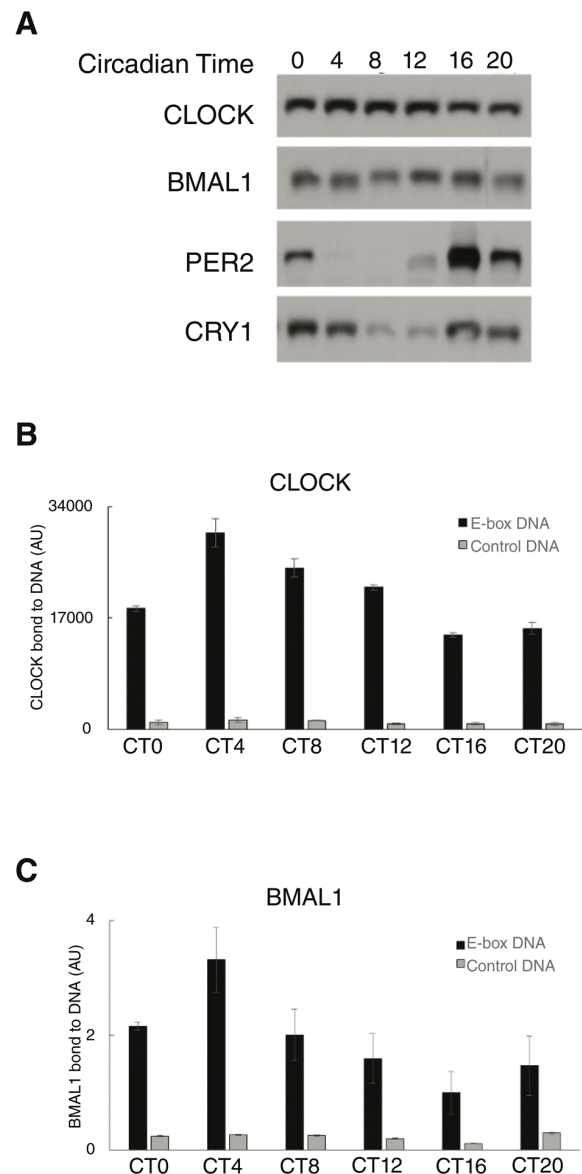 A
Circadian Time 0 4 8 12 16 20
CLOCK
BMAL1
PER2
CRY1
B
CLOCK
34000
17000
0
CLOCK bond to DNA (AU)
E-box DNA
Control DNA
CT0 CT4 CT8 CT12 CT16 CT20
C
BMAL1
4
2
0
BMAL1 bond to DNA (AU)
E-box DNA
Control DNA
CT0 CT4 CT8 CT12 CT16 CT20